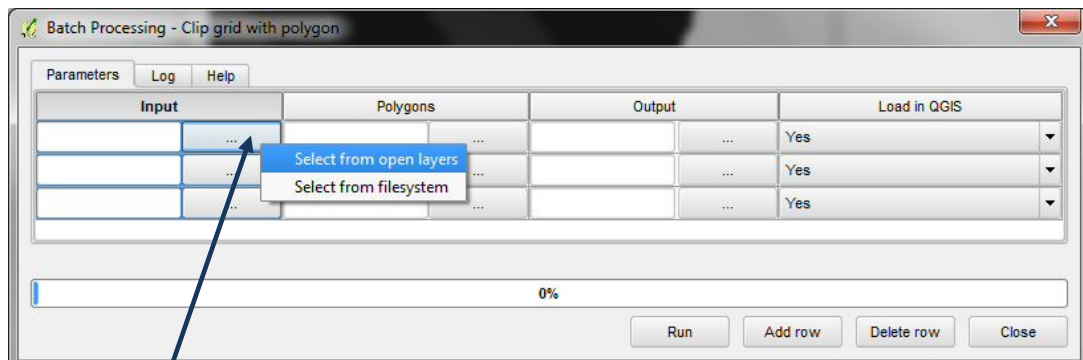 Batch Processing - Clip grid with polygon
x
Parameters Log Help
Input Polygons Output Load in QGIS
... ... ... Yes
Select from open layers
... ... ... Yes
Select from filesystem
... ... ... Yes
0%
Run Add row Delete row Close